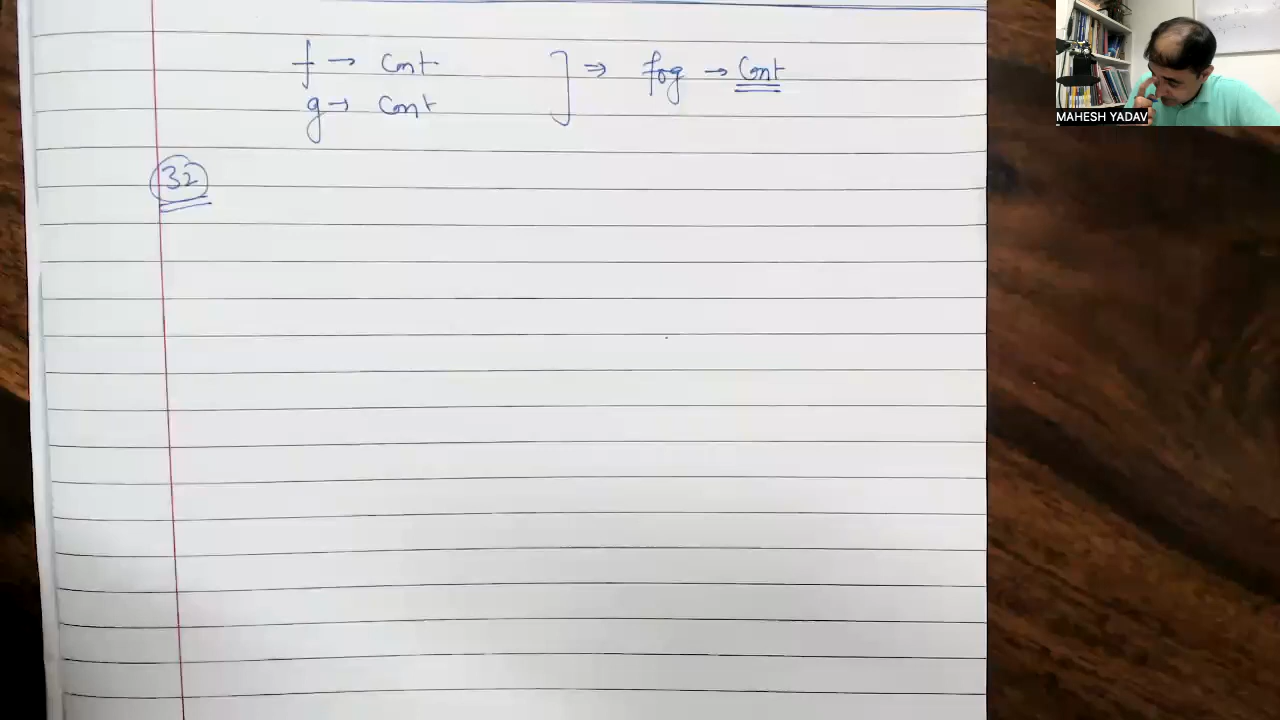 f → Cont ] ⇒ fog → Cont
g → Cont
32
MAHESH YADAV